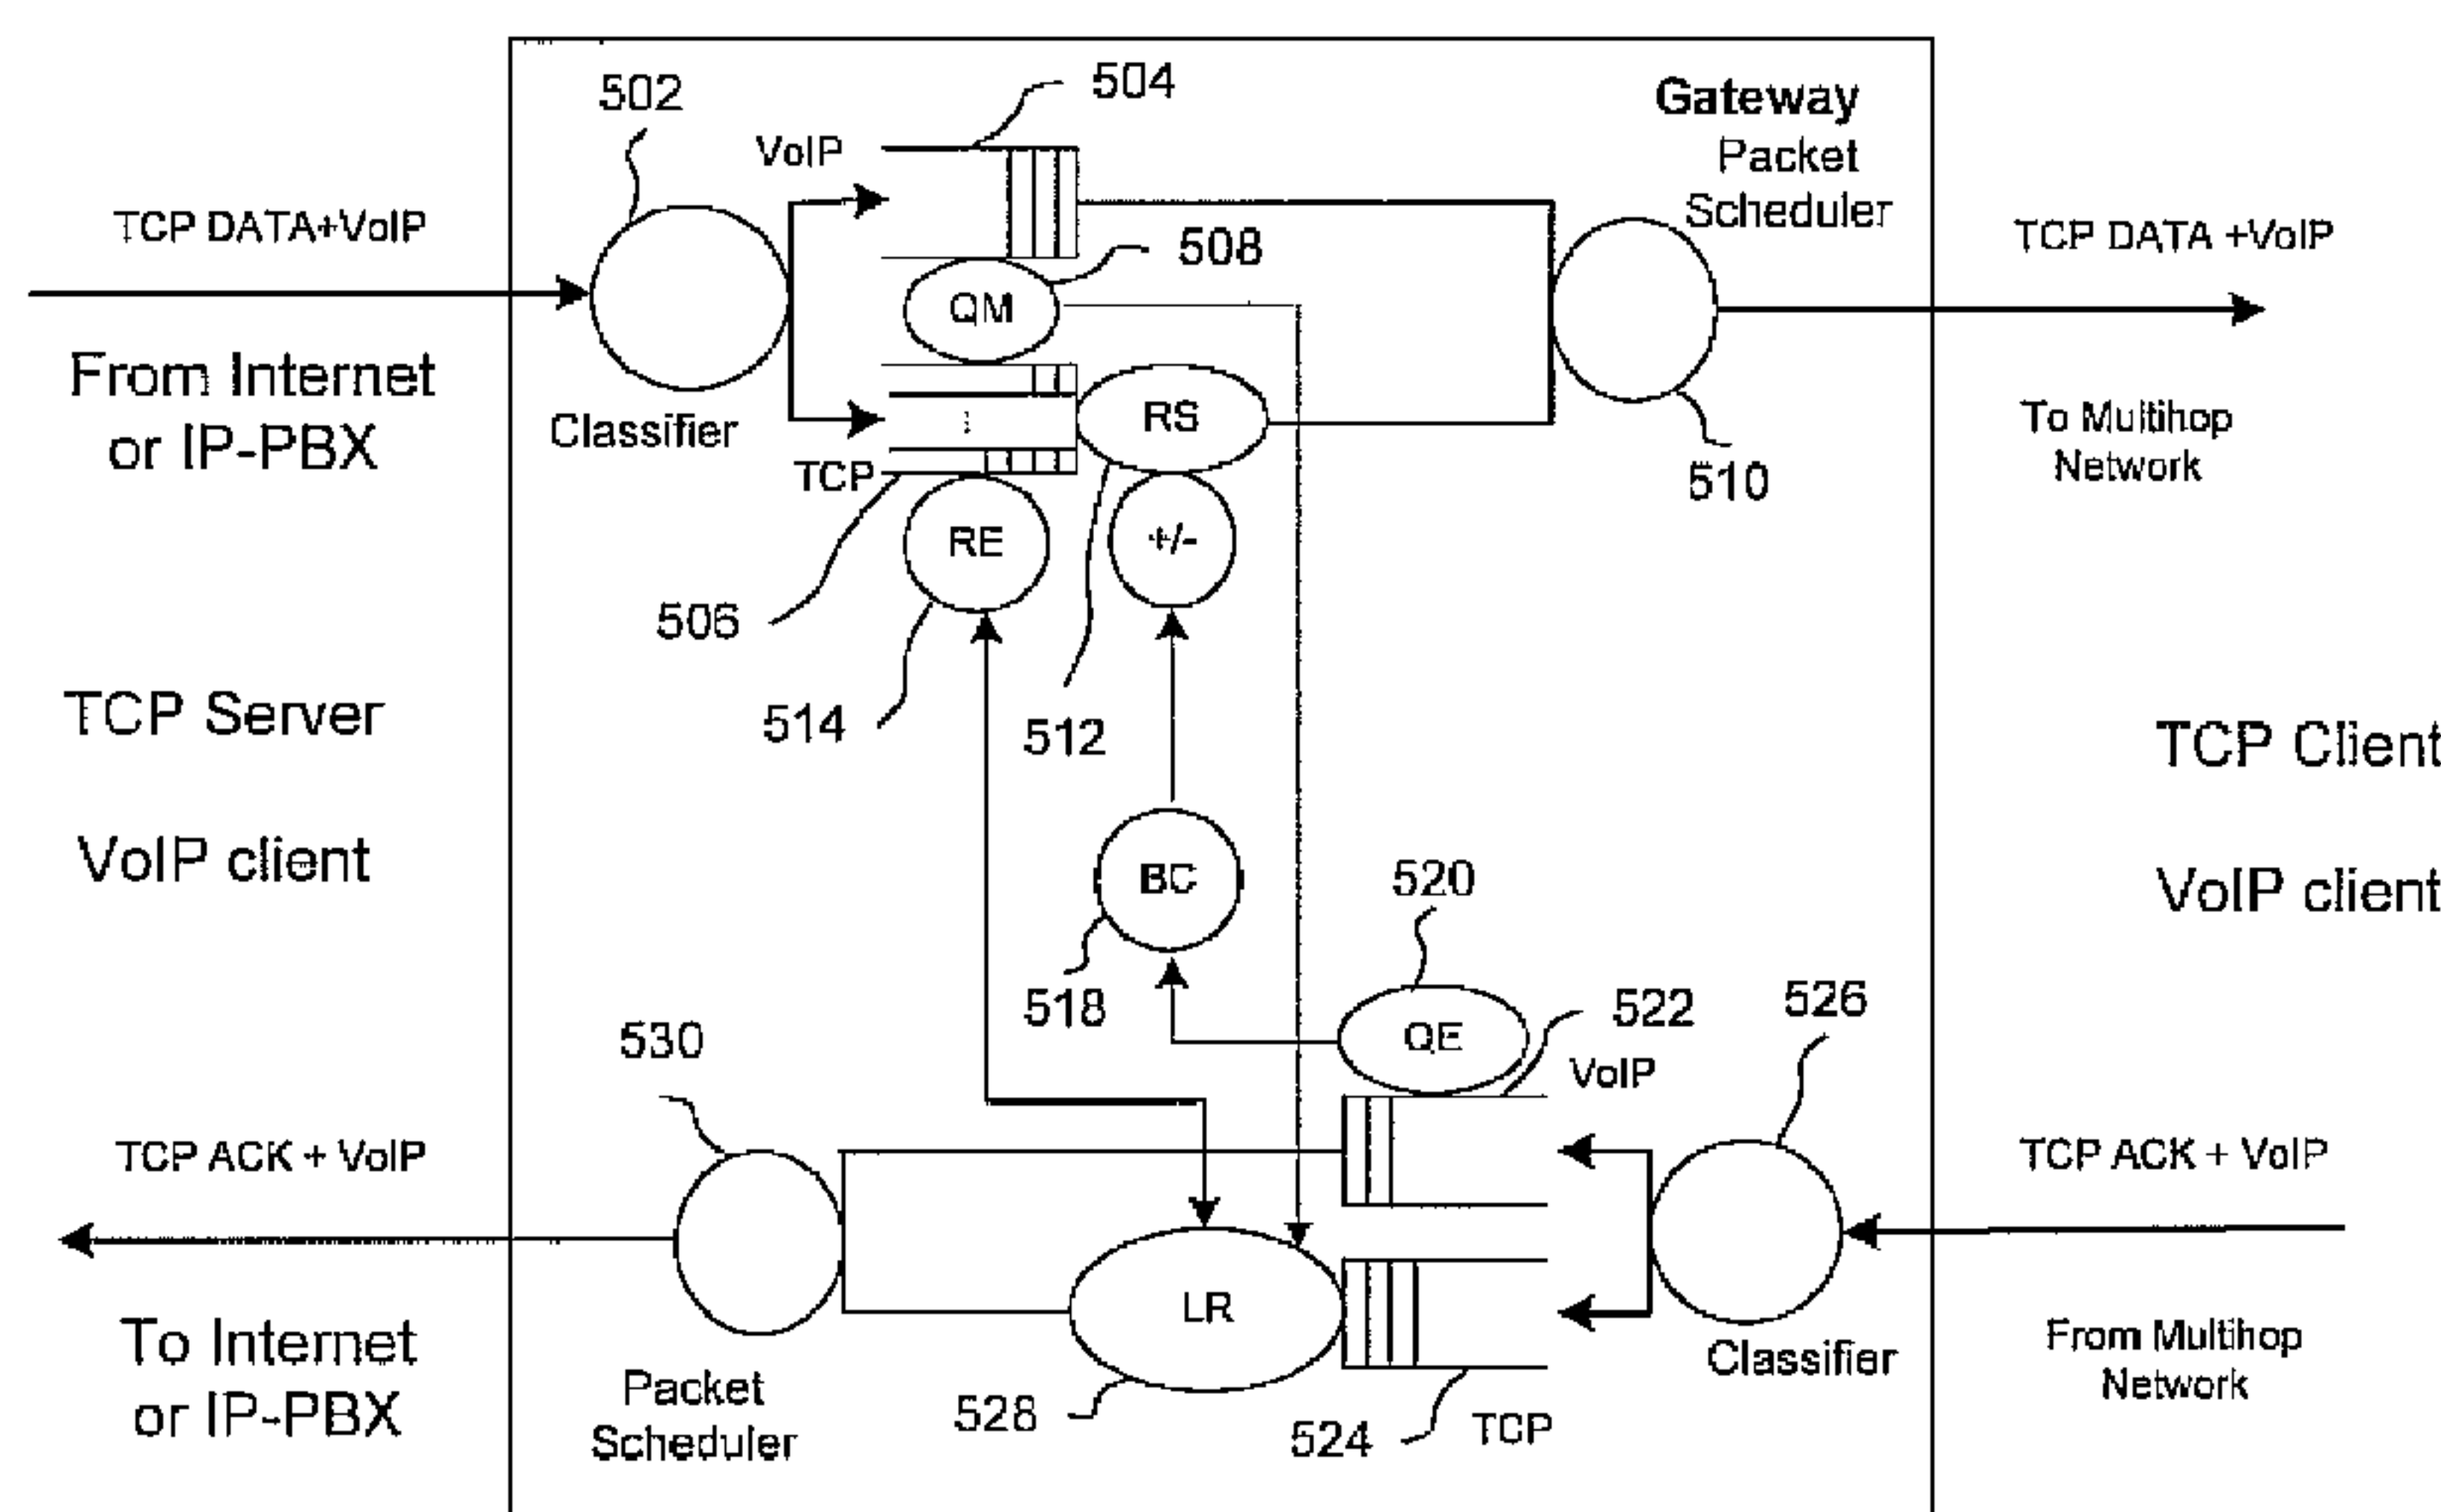 502
504
Gateway
Packet
Scheduler
VoIP
TCP DATA+VoIP
508
TCP DATA +VoIP
QM
From Internet
or IP-PBX
Classifier
RS
To Multihop
Network
TCP
510
RE
+/-
506
TCP Server
514
512
TCP Client
VoIP client
BC
520
VoIP client
518
522
526
530
QE
VoIP
TCP ACK + VoIP
TCP ACK + VoIP
LR
To Internet
or IP-PBX
Classifier
From Multihop
Network
Packet
Scheduler
528
524
TCP